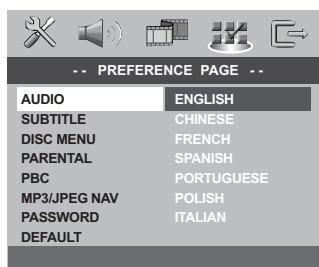 -- PREFERENCE PAGE --
AUDIO ENGLISH
SUBTITLE CHINESE
DISC MENU FRENCH
PARENTAL SPANISH
PBC PORTUGUESE
MP3/JPEG NAV POLISH
PASSWORD ITALIAN
DEFAULT